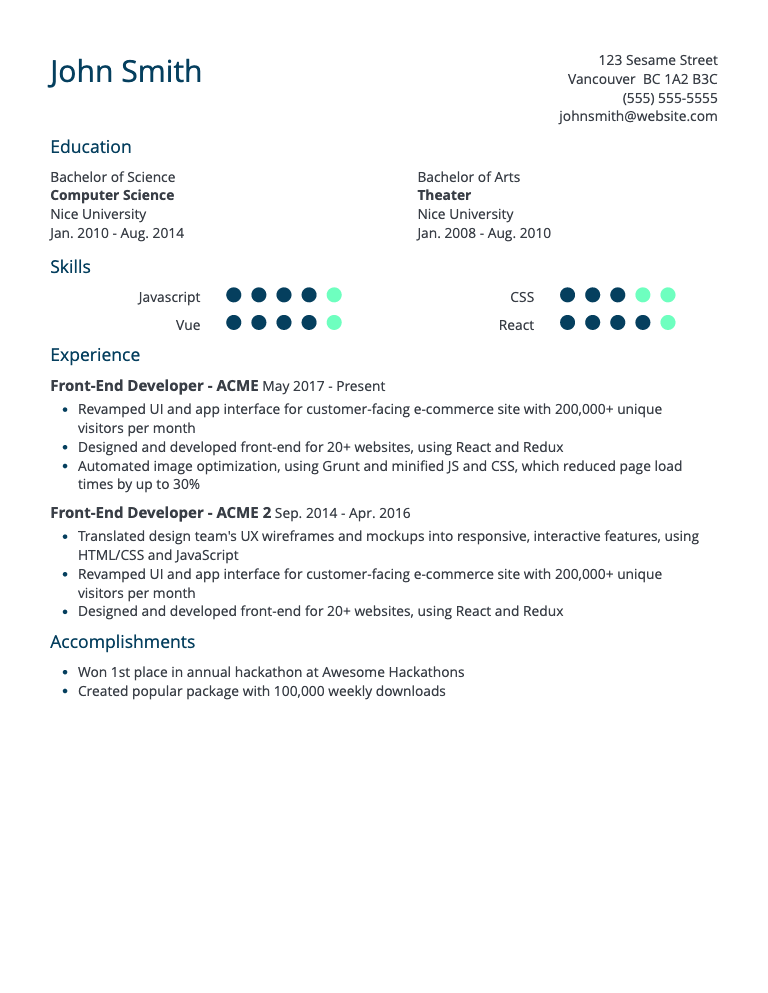 John Smith
123 Sesame Street
Vancouver  BC 1A2 B3C
(555) 555-5555
johnsmith@website.com
Education
Bachelor of Science
Computer Science
Nice University
Jan. 2010 - Aug. 2014
Bachelor of Arts
Theater
Nice University
Jan. 2008 - Aug. 2010
Skills
Javascript
CSS
Vue
React
Experience
Front-End Developer - ACME May 2017 - Present
• Revamped UI and app interface for customer-facing e-commerce site with 200,000+ unique
visitors per month
• Designed and developed front-end for 20+ websites, using React and Redux
• Automated image optimization, using Grunt and minified JS and CSS, which reduced page load
times by up to 30%
Front-End Developer - ACME 2 Sep. 2014 - Apr. 2016
• Translated design team's UX wireframes and mockups into responsive, interactive features, using
HTML/CSS and JavaScript
• Revamped UI and app interface for customer-facing e-commerce site with 200,000+ unique
visitors per month
• Designed and developed front-end for 20+ websites, using React and Redux
Accomplishments
• Won 1st place in annual hackathon at Awesome Hackathons
• Created popular package with 100,000 weekly downloads